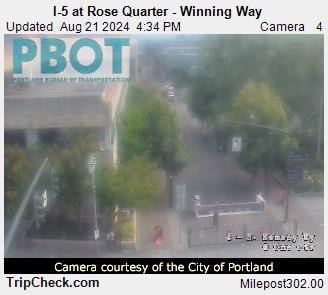 I-5 at Rose Quarter - Winning Way
Updated Aug 21 2024 4:34 PM Camera 4
PBOT
PORTLAND BUREAU OF TRANSPORTATION
Camera courtesy of the City of Portland
TripCheck.com Milepost302.00